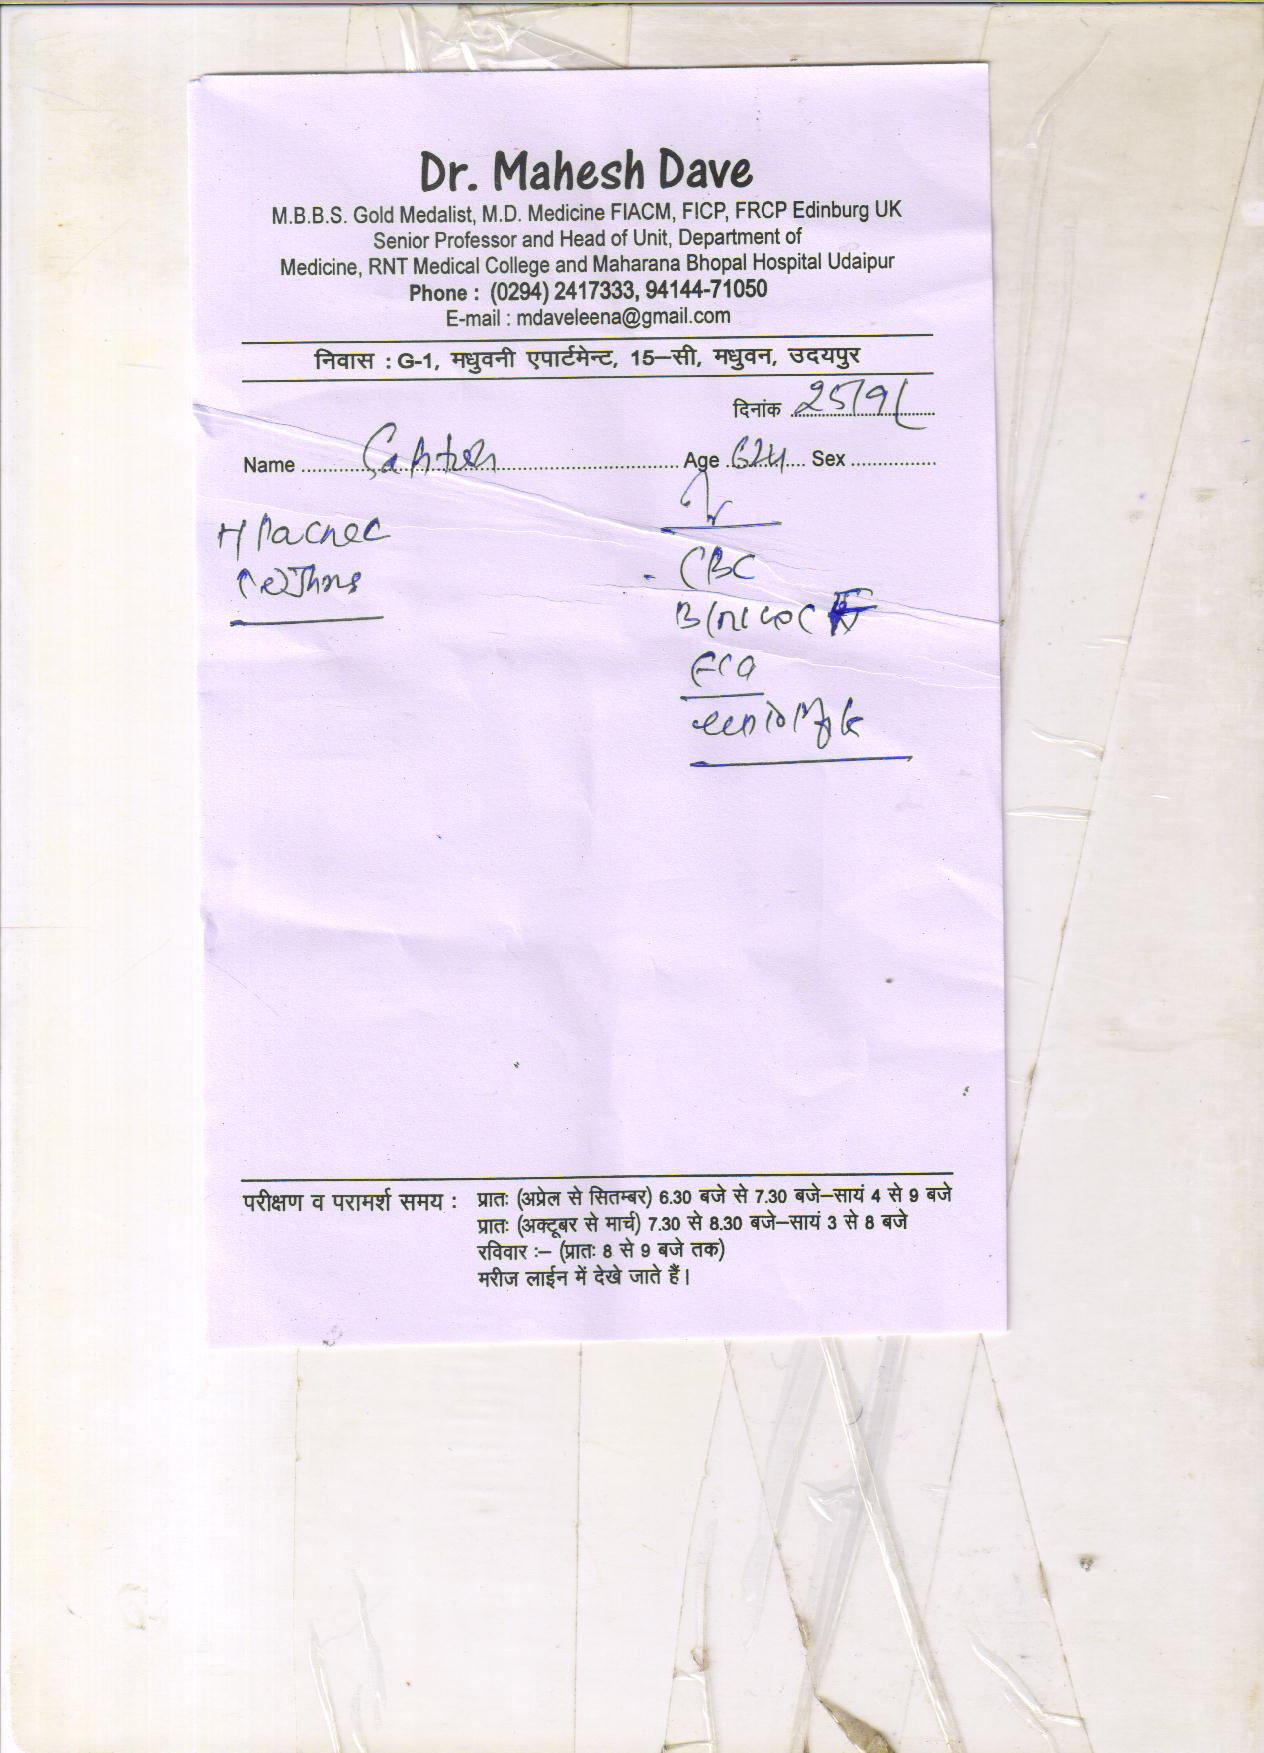 Dr. Mahesh Dave
M.B.B.S. Gold Medalist, M.D. Medicine FIACM, FICP, FRCP Edinburg UK
Senior Professor and Head of Unit, Department of
Medicine, RNT Medical College and Maharana Bhopal Hospital Udaipur
Phone : (0294) 2417333, 94144-71050
E-mail : mdaveleena@gmail.com
निवास : G-1, मधुवनी एपार्टमेन्ट, 15–सी, मधुवन, उदयपुर
दिनांक 25/9/
Name Age Sex
CBC
परीक्षण व परामर्श समय : प्रातः (अप्रेल से सितम्बर) 6.30 बजे से 7.30 बजे–सायं 4 से 9 बजे
प्रातः (अक्टूबर से मार्च) 7.30 से 8.30 बजे–सायं 3 से 8 बजे
रविवार :– (प्रातः 8 से 9 बजे तक)
मरीज लाईन में देखे जाते हैं।